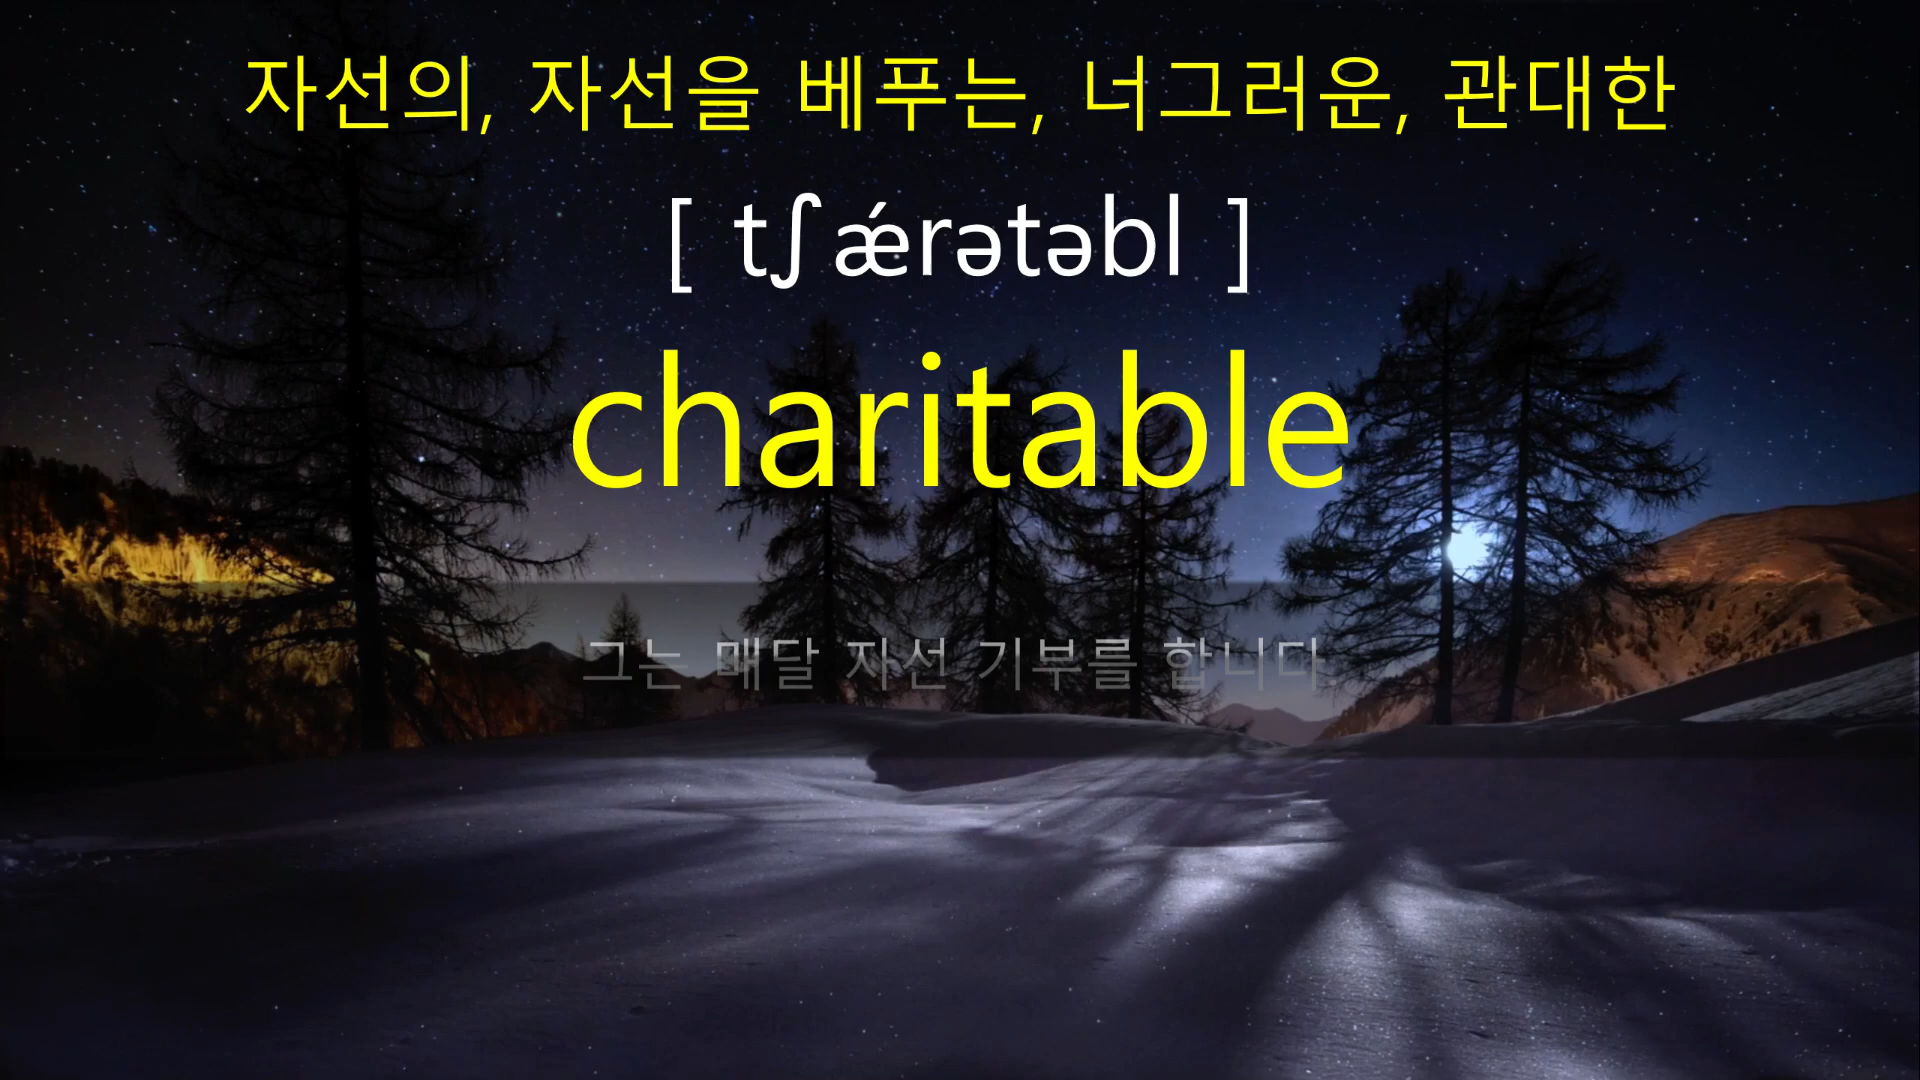 자선의, 자선을 베푸는, 너그러운, 관대한
[ tʃǽrətəbl ]
charitable
그는 매달 자선 기부를 합니다